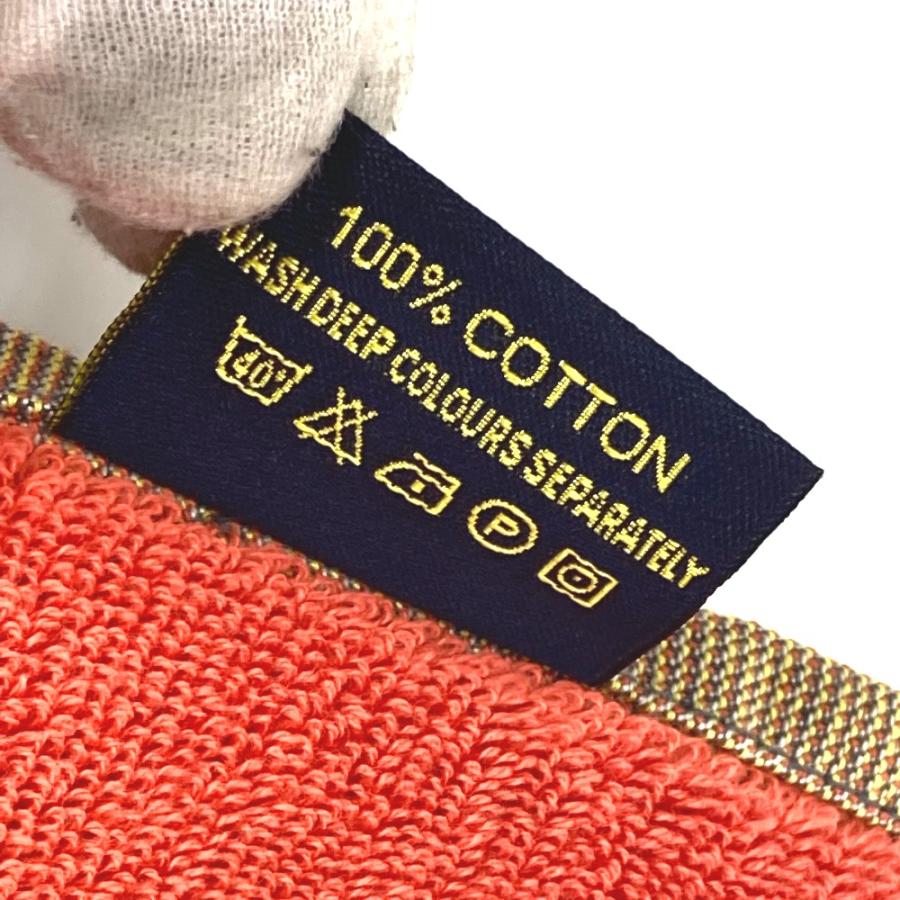 100% COTTON
WASH DEEP COLOURS SEPARATELY
40° P